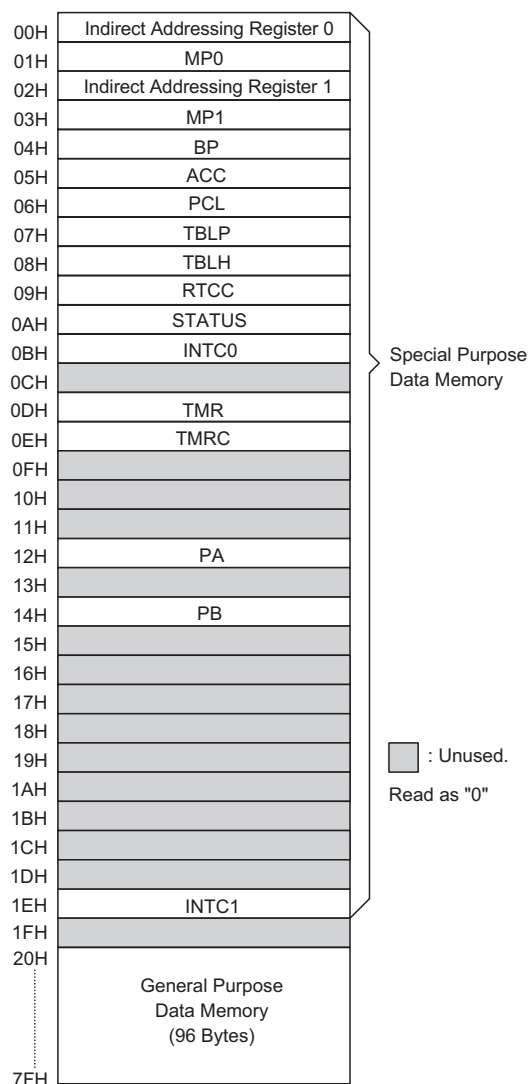 00H Indirect Addressing Register 0
01H MP0
02H Indirect Addressing Register 1
03H MP1
04H BP
05H ACC
06H PCL
07H TBLP
08H TBLH
09H RTCC
0AH STATUS
0BH INTC0
0CH
0DH TMR
0EH TMRC
0FH
10H
11H
12H PA
13H
14H PB
15H
16H
17H
18H
19H
1AH
1BH
1CH
1DH
1EH INTC1
1FH
20H
General Purpose
Data Memory
(96 Bytes)
7FH
Special Purpose
Data Memory
: Unused.
Read as "0"